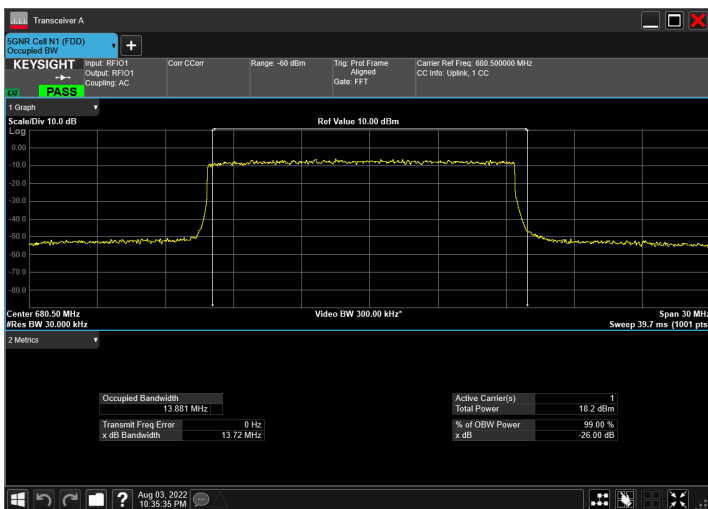 Transceiver A
5GNR Cell N1 (FDD)
Occupied BW
KEYSIGHT
LXI
PASS
Input: RFIO1
Output: RFIO1
Coupling: AC
Corr CCorr
Range: -60 dBm
Trig: Prot Frame
Aligned
Gate: FFT
Carrier Ref Freq: 680.500000 MHz
CC Info: Uplink, 1 CC
1 Graph
Scale/Div 10.0 dB
Ref Value 10.00 dBm
Log
0.00
-10.0
-20.0
-30.0
-40.0
-50.0
-60.0
-70.0
-80.0
Center 680.50 MHz
Video BW 300.00 kHz*
Span 30 MHz
#Res BW 30.000 kHz
Sweep 39.7 ms (1001 pts
2 Metrics
Occupied Bandwidth
13.881 MHz
Transmit Freq Error 0 Hz
x dB Bandwidth 13.72 MHz
Active Carrier(s) 1
Total Power 18.2 dBm
% of OBW Power 99.00 %
x dB -26.00 dB
?
Aug 03, 2022
10:35:35 PM